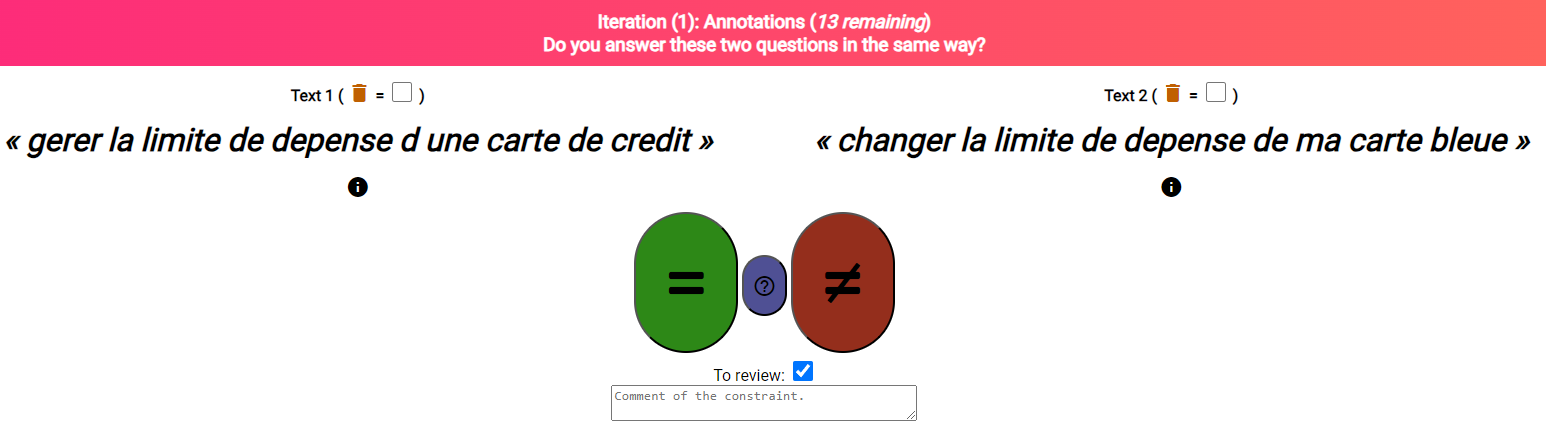 Iteration (1): Annotations (13 remaining)
Do you answer these two questions in the same way?
Text 1 ( = )
Text 2 ( = )
« gerer la limite de depense d une carte de credit »
« changer la limite de depense de ma carte bleue »
= ? ≠
To review:
Comment of the constraint.